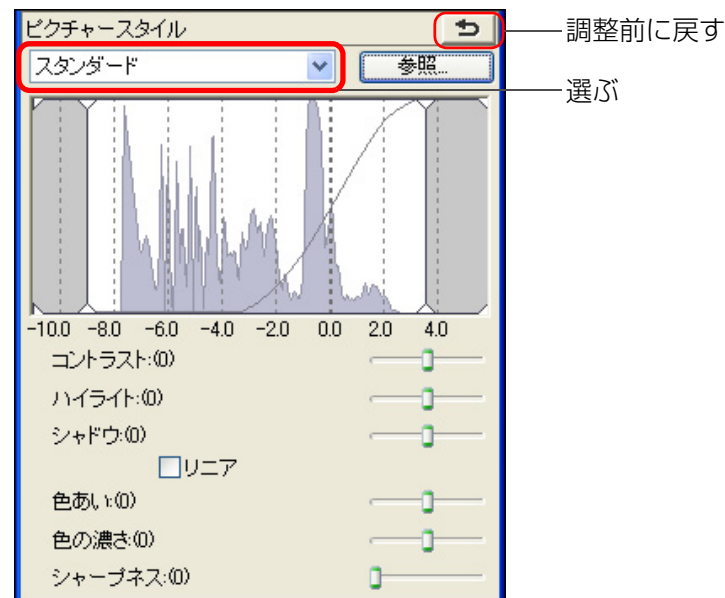 ピクチャースタイル
調整前に戻す
スタンダード 参照...
選ぶ
-10.0 -8.0 -6.0 -4.0 -2.0 0.0 2.0 4.0
コントラスト:(0)
ハイライト:(0)
シャドウ:(0)
リニア
色あい:(0)
色の濃さ:(0)
シャープネス:(0)